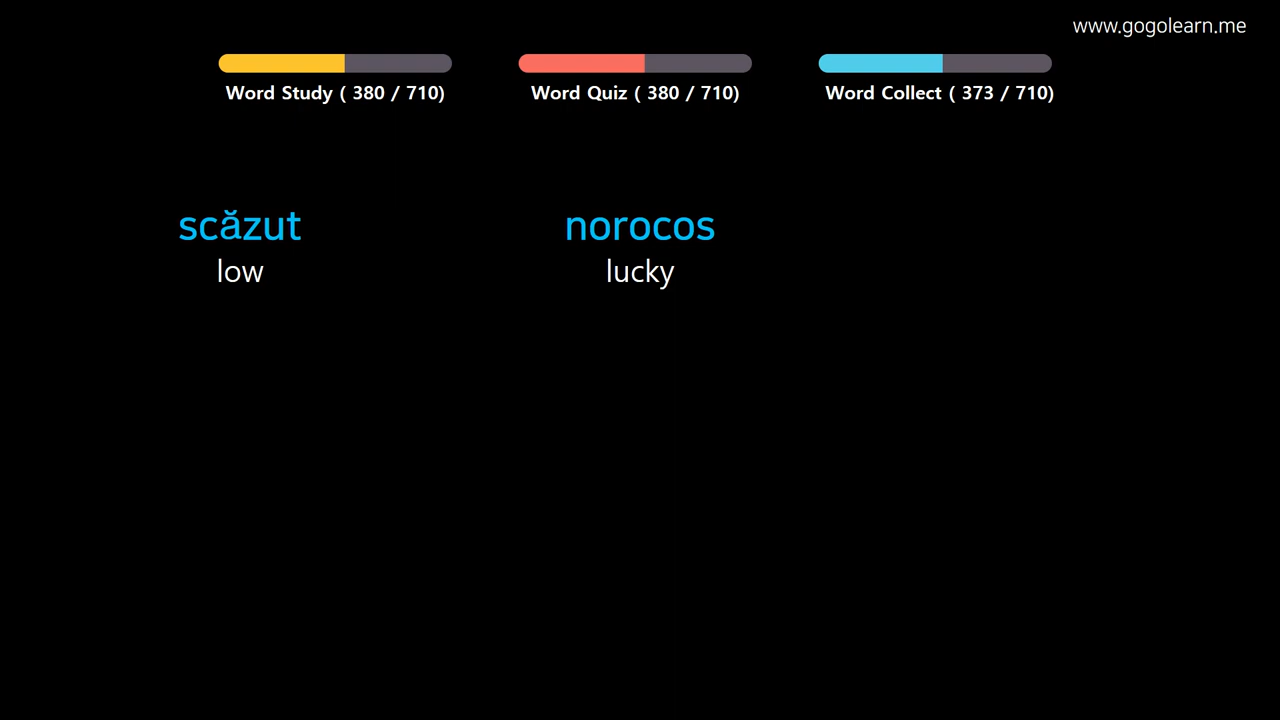 www.gogolearn.me
Word Study ( 380 / 710)
Word Quiz ( 380 / 710)
Word Collect ( 373 / 710)
scăzut
low
norocos
lucky